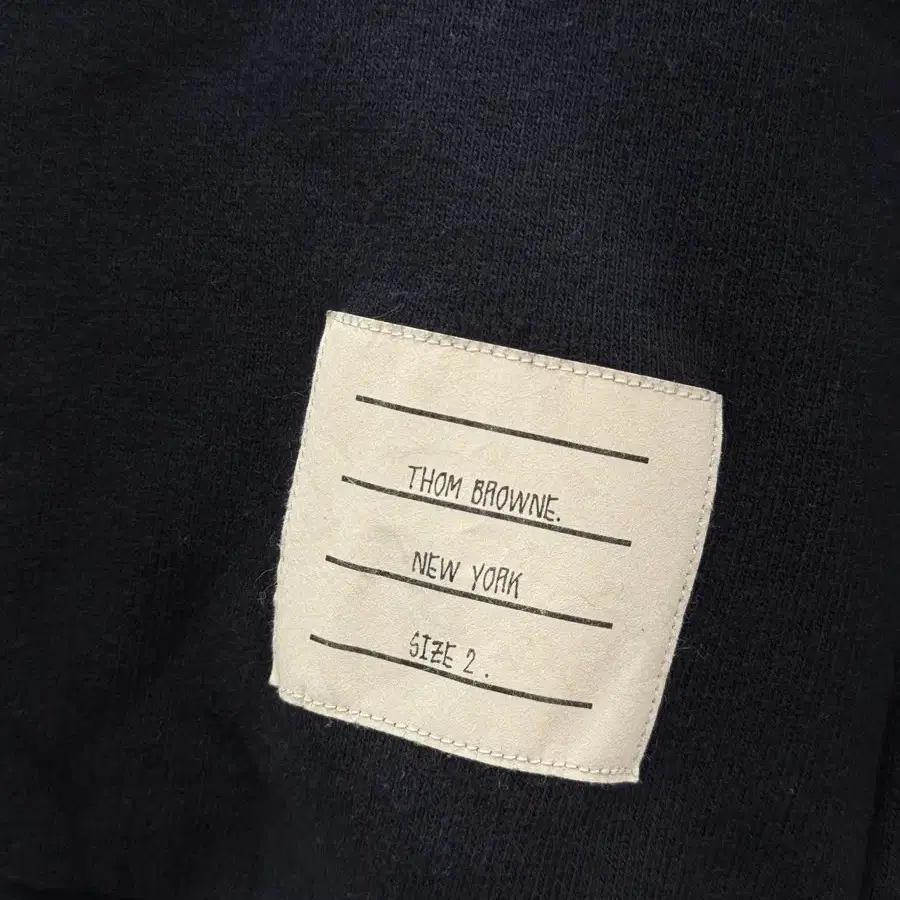 THOM BROWNE.
NEW YORK
SIZE 2.